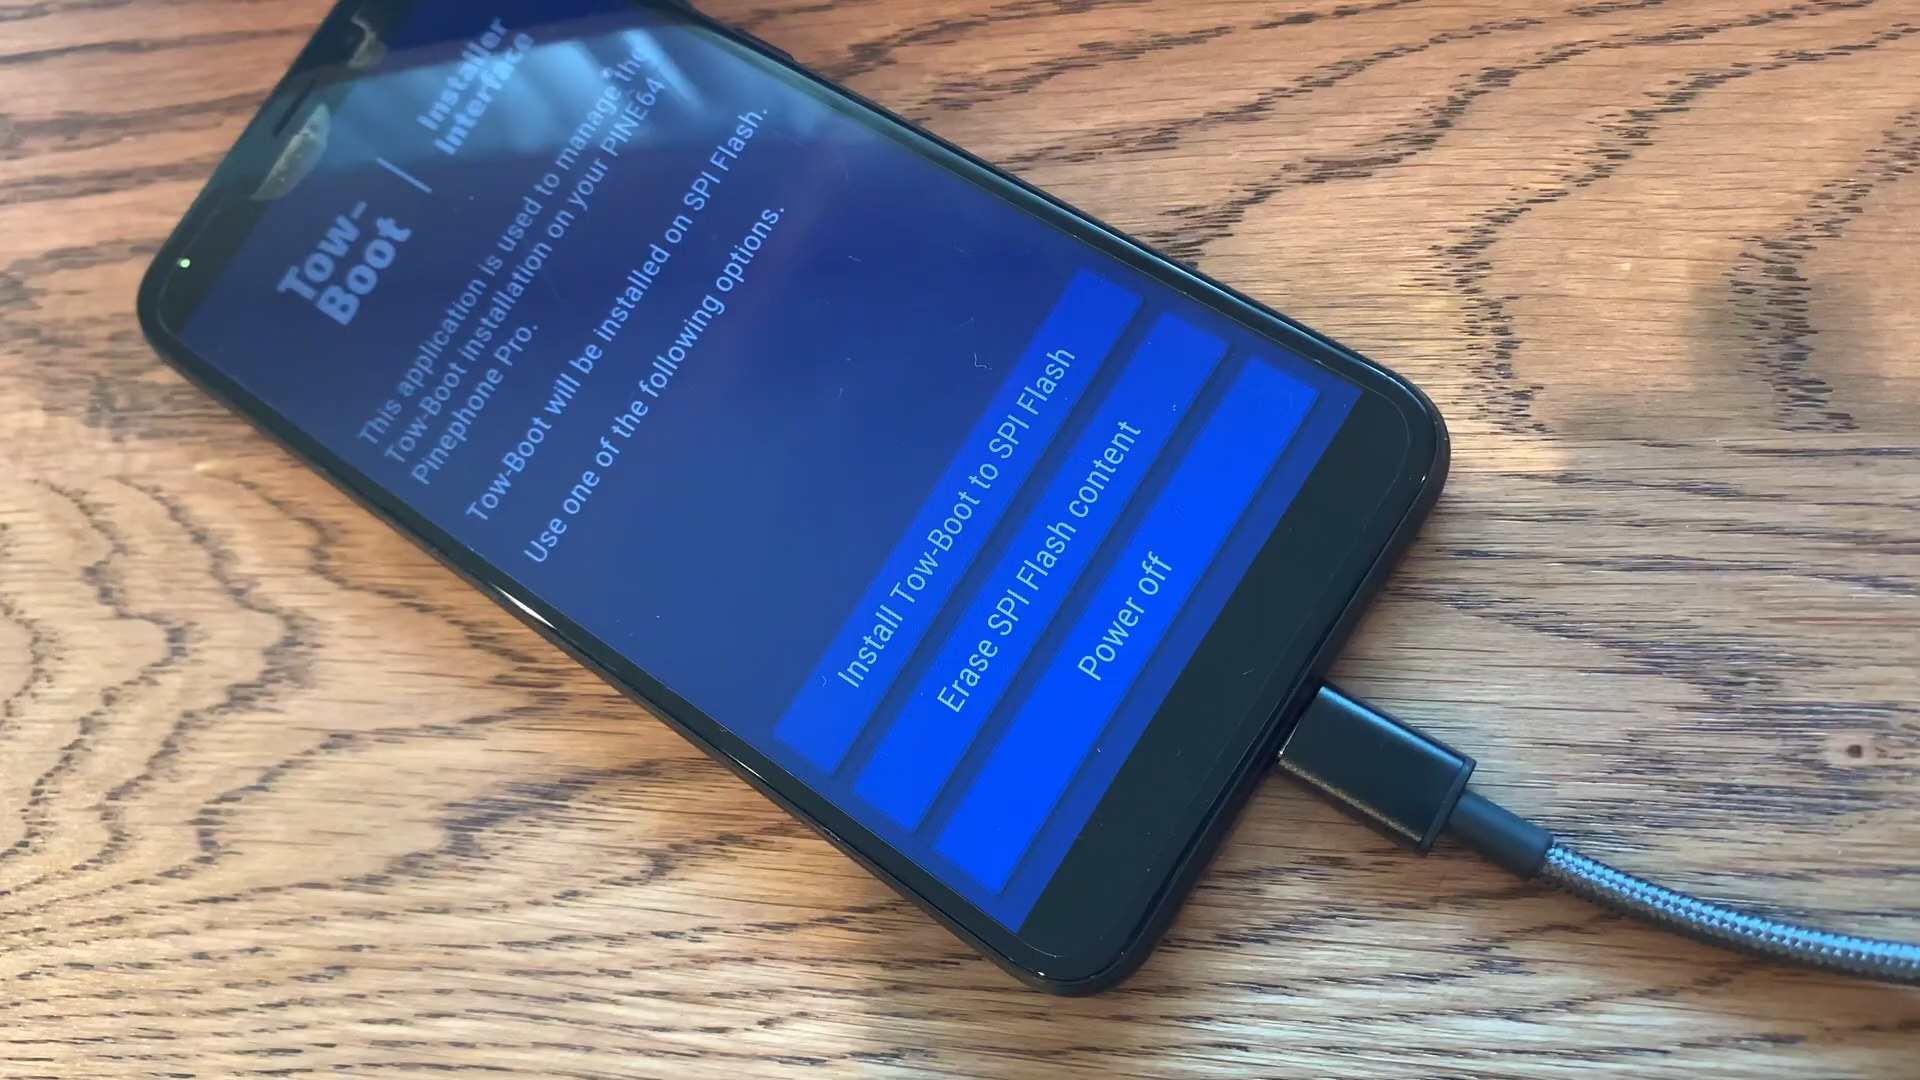 Tow-
Boot
Installer
Interface
This application is used to manage the
Tow-Boot installation on your PINE64
Pinephone Pro.
Tow-Boot will be installed on SPI Flash.
Use one of the following options.
Install Tow-Boot to SPI Flash
Erase SPI Flash content
Power off